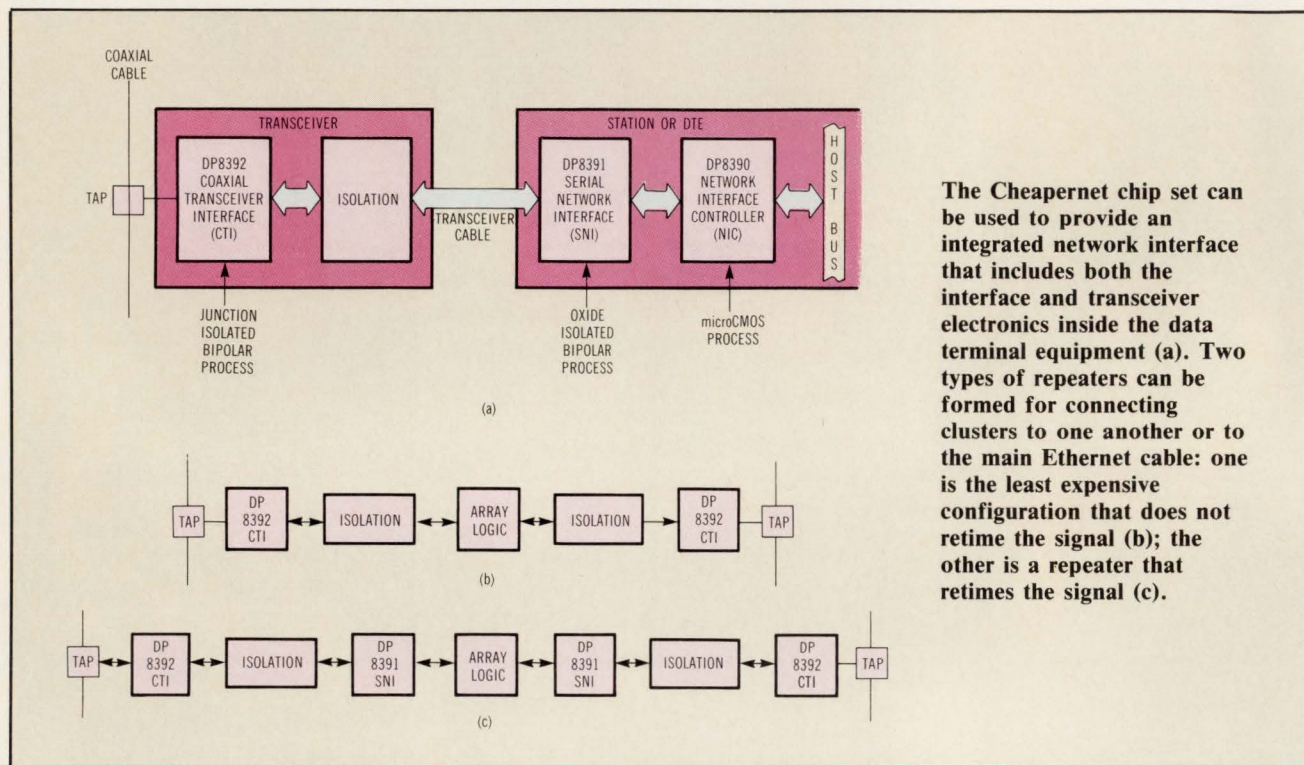 COAXIAL
CABLE
TAP
TRANSCEIVER
DP8392
COAXIAL
TRANSCEIVER
INTERFACE
(CTI)
ISOLATION
TRANSCEIVER
CABLE
STATION OR DTE
DP8391
SERIAL
NETWORK
INTERFACE
(SNI)
DP8390
NETWORK
INTERFACE
CONTROLLER
(NIC)
HOST BUS
JUNCTION
ISOLATED
BIPOLAR
PROCESS
OXIDE
ISOLATED
BIPOLAR
PROCESS
microCMOS
PROCESS
(a)
TAP
DP
8392
CTI
ISOLATION
ARRAY
LOGIC
ISOLATION
DP
8392
CTI
TAP
(b)
TAP
DP
8392
CTI
ISOLATION
DP
8391
SNI
ARRAY
LOGIC
DP
8391
SNI
ISOLATION
DP
8392
CTI
TAP
(c)
The Cheapernet chip set can
be used to provide an
integrated network interface
that includes both the
interface and transceiver
electronics inside the data
terminal equipment (a). Two
types of repeaters can be
formed for connecting
clusters to one another or to
the main Ethernet cable: one
is the least expensive
configuration that does not
retime the signal (b); the
other is a repeater that
retimes the signal (c).